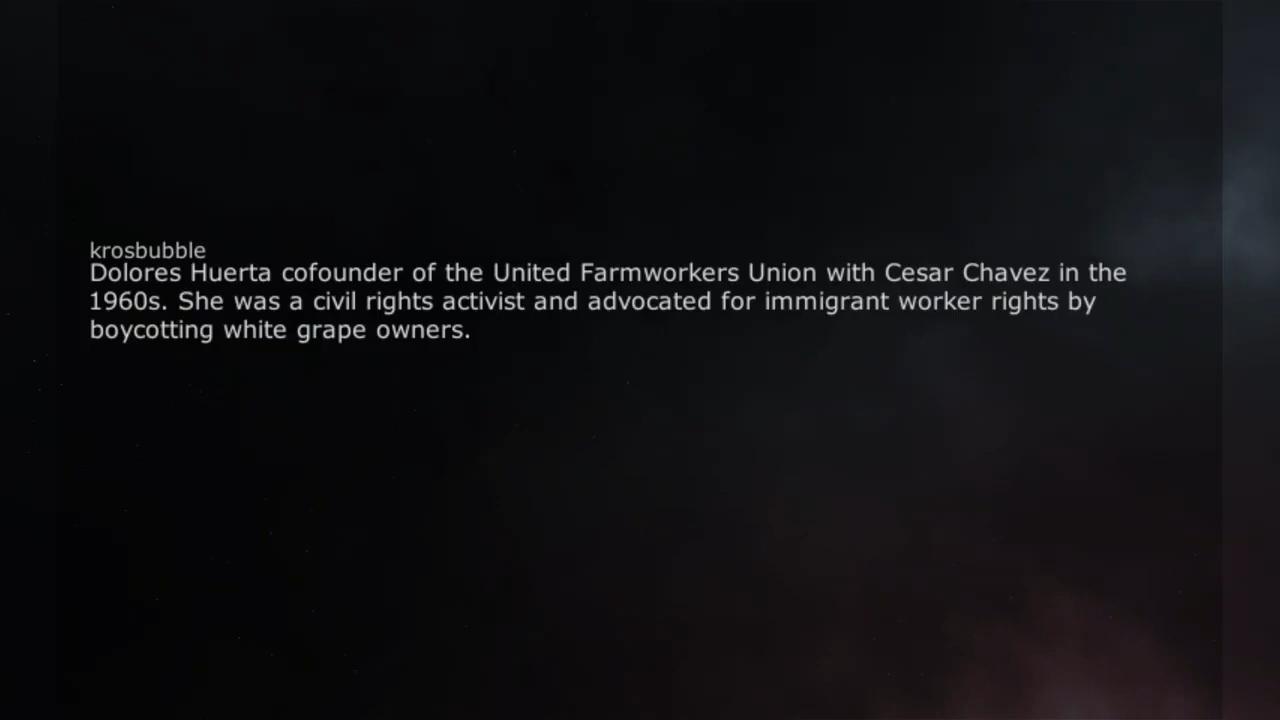 krosbubble
Dolores Huerta cofounder of the United Farmworkers Union with Cesar Chavez in the
1960s. She was a civil rights activist and advocated for immigrant worker rights by
boycotting white grape owners.